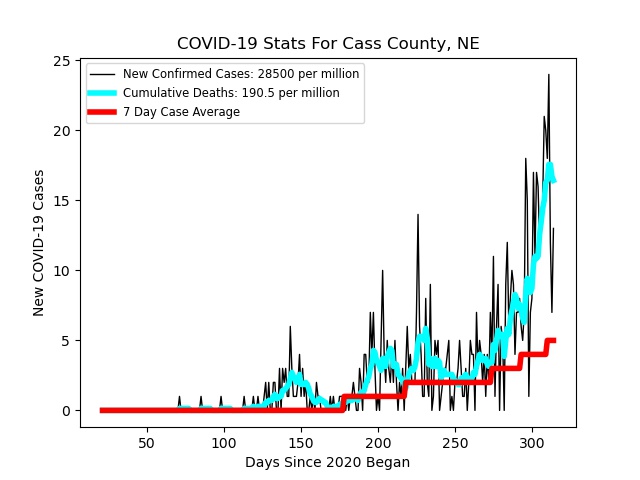 COVID-19 Stats For Cass County, NE
25
20
15
10
5
0
New COVID-19 Cases
New Confirmed Cases: 28500 per million
Cumulative Deaths: 190.5 per million
7 Day Case Average
50 100 150 200 250 300
Days Since 2020 Began